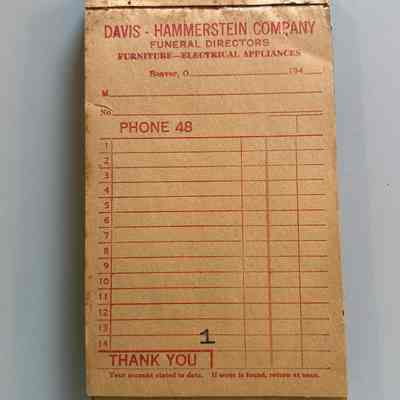 DAVIS - HAMMERSTEIN COMPANY
FUNERAL DIRECTORS
FURNITURE—ELECTRICAL APPLIANCES
Beaver, O. 194
M
No.
PHONE 48
1
2
3
4
5
6
7
8
9
10
11
12
13
14
1
THANK YOU
Your account stated to date. If error is found, return at once.